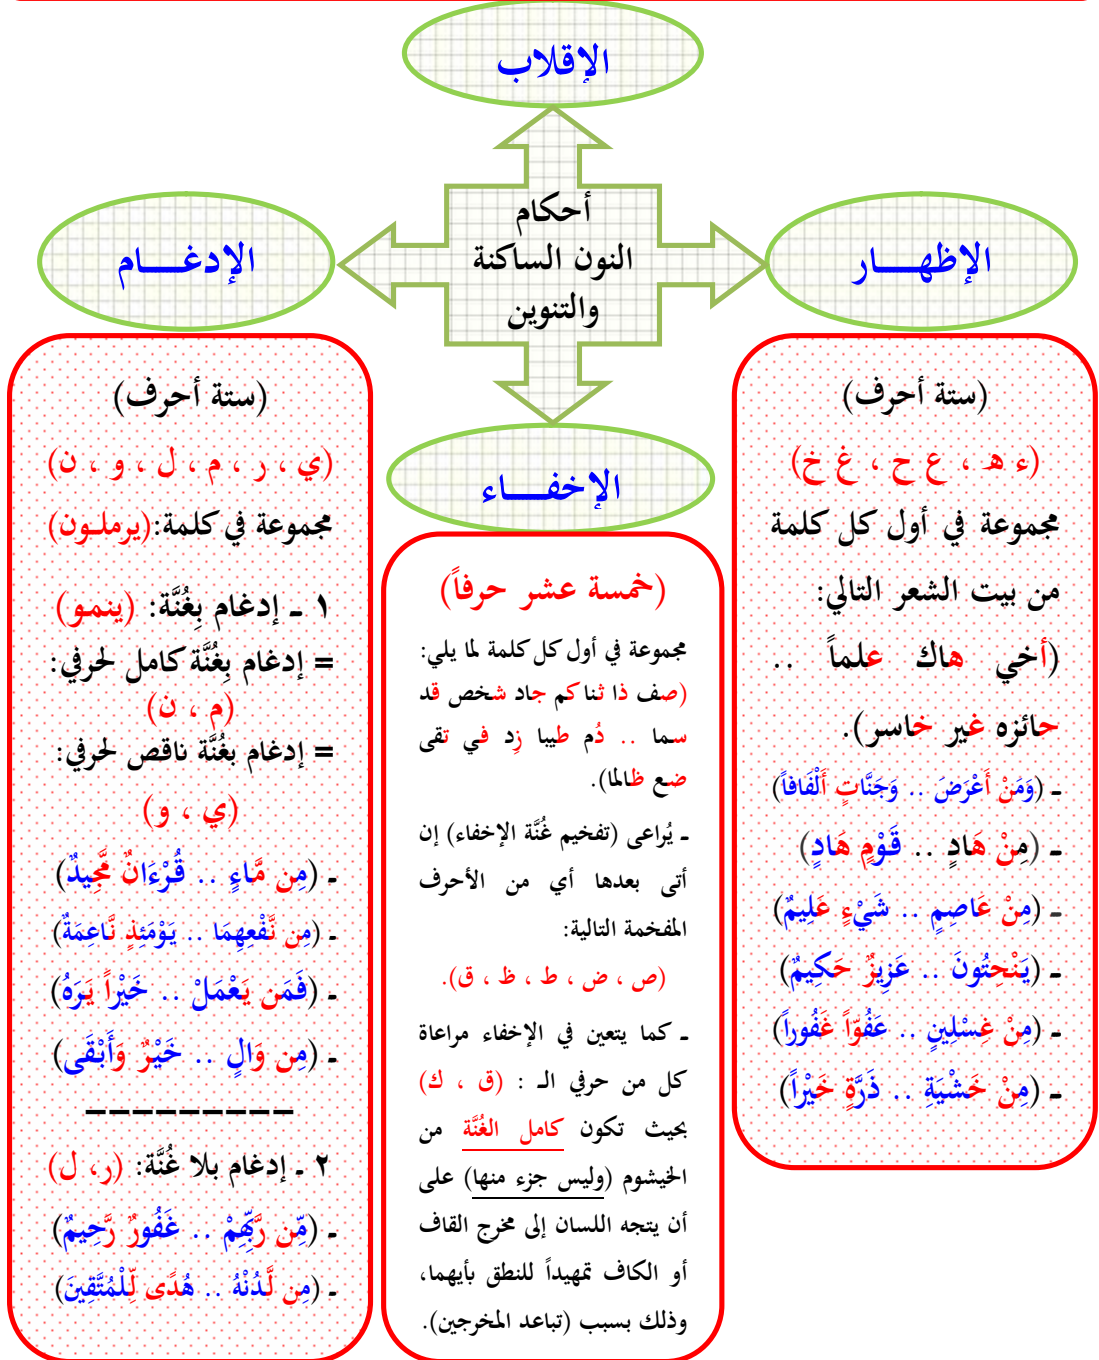 الإقلاب
أحكام
النون الساكنة
والتنوين
الإظهــــار
(ستة أحرف)
(ء هـ ، ع ح ، غ خ)
مجموعة في أول كل كلمة
من بيت الشعر التالي:
(أخي هاك علماً ..
حائزه غير خاسر).
ـ (وَمَنْ أَعْرَضَ .. وَجَنَّاتٍ أَلْفَافاً)
ـ (مِنْ هَادٍ .. قَوْمٍ هَادٍ)
ـ (مِنْ عَاصِمٍ .. شَيْءٍ عَلِيمٌ)
ـ (يَنْحِتُونَ .. عَزِيزٌ حَكِيمٌ)
ـ (مِنْ غِسْلِينٍ .. عَفُوّاً غَفُوراً)
ـ (مِنْ خَشْيَةِ .. ذَرَّةٍ خَيْراً)
الإخفــــاء
(خمسة عشر حرفاً)
مجموعة في أول كل كلمة لما يلي:
(صف ذا ثنا كم جاد شخص قد
سما .. دُم طيبا زِد في تقى
ضع ظالما).
ـ يُراعى (تفخيم غُنَّة الإخفاء) إن
أتى بعدها أي من الأحرف
المفخمة التالية:
(ص ، ض ، ط ، ظ ، ق).
ـ كما يتعين في الإخفاء مراعاة
كل من حرفي الـ : (ق ، ك)
بحيث تكون كامل الغُنَّة من
الخيشوم (وليس جزء منها) على
أن يتجه اللسان إلى مخرج القاف
أو الكاف تمهيداً للنطق بأيهما،
وذلك بسبب (تباعد المخرجين).
الإدغــــام
(ستة أحرف)
(ي ، ر ، م ، ل ، و ، ن)
مجموعة في كلمة:(يرملـون)
١ ـ إدغام بِغُنَّة: (ينمـو)
= إدغام بِغُنَّة كامل لحرفي:
(م ، ن)
= إدغام بغُنَّة ناقص لحرفي:
(ي ، و)
ـ (مِن مَّاءٍ .. قُرْءَانٌ مَّجِيدٌ)
ـ (مِن نَّفْعِهِمَا .. يَوْمَئِذٍ نَّاعِمَةٌ)
ـ (فَمَن يَعْمَلْ .. خَيْراً يَرَهُ)
ـ (مِن وَالٍ .. خَيْرٌ وَأَبْقَى)
ـــــــــــــــــــ
٢ ـ إدغام بلا غُنَّة: (ر، ل)
ـ (مِّن رَّبِّهِمْ .. غَفُورٌ رَّحِيمٌ)
ـ (مِن لَّدُنْهُ .. هُدًى لِّلْمُتَّقِينَ)